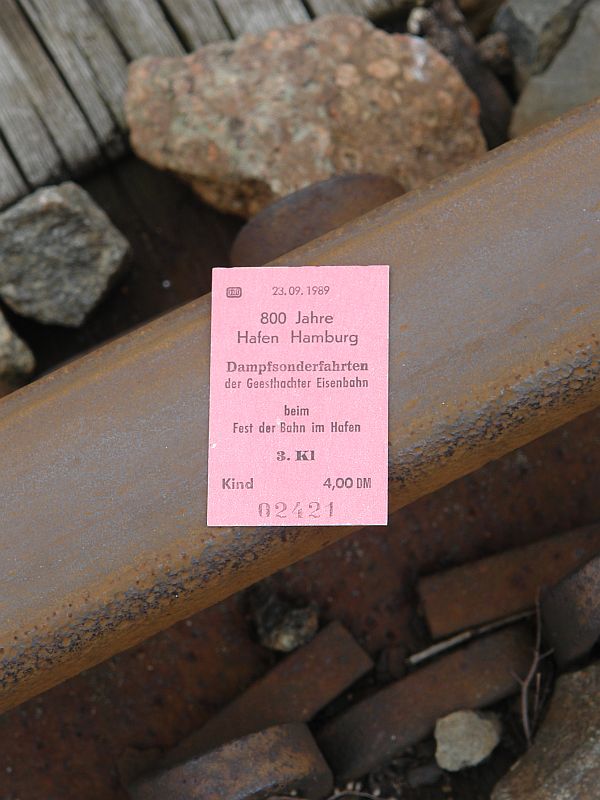 DB 23.09.1989
800 Jahre
Hafen Hamburg
Dampfsonderfahrten
der Geesthachter Eisenbahn
beim
Fest der Bahn im Hafen
3. Kl
Kind 4,00 DM
02421